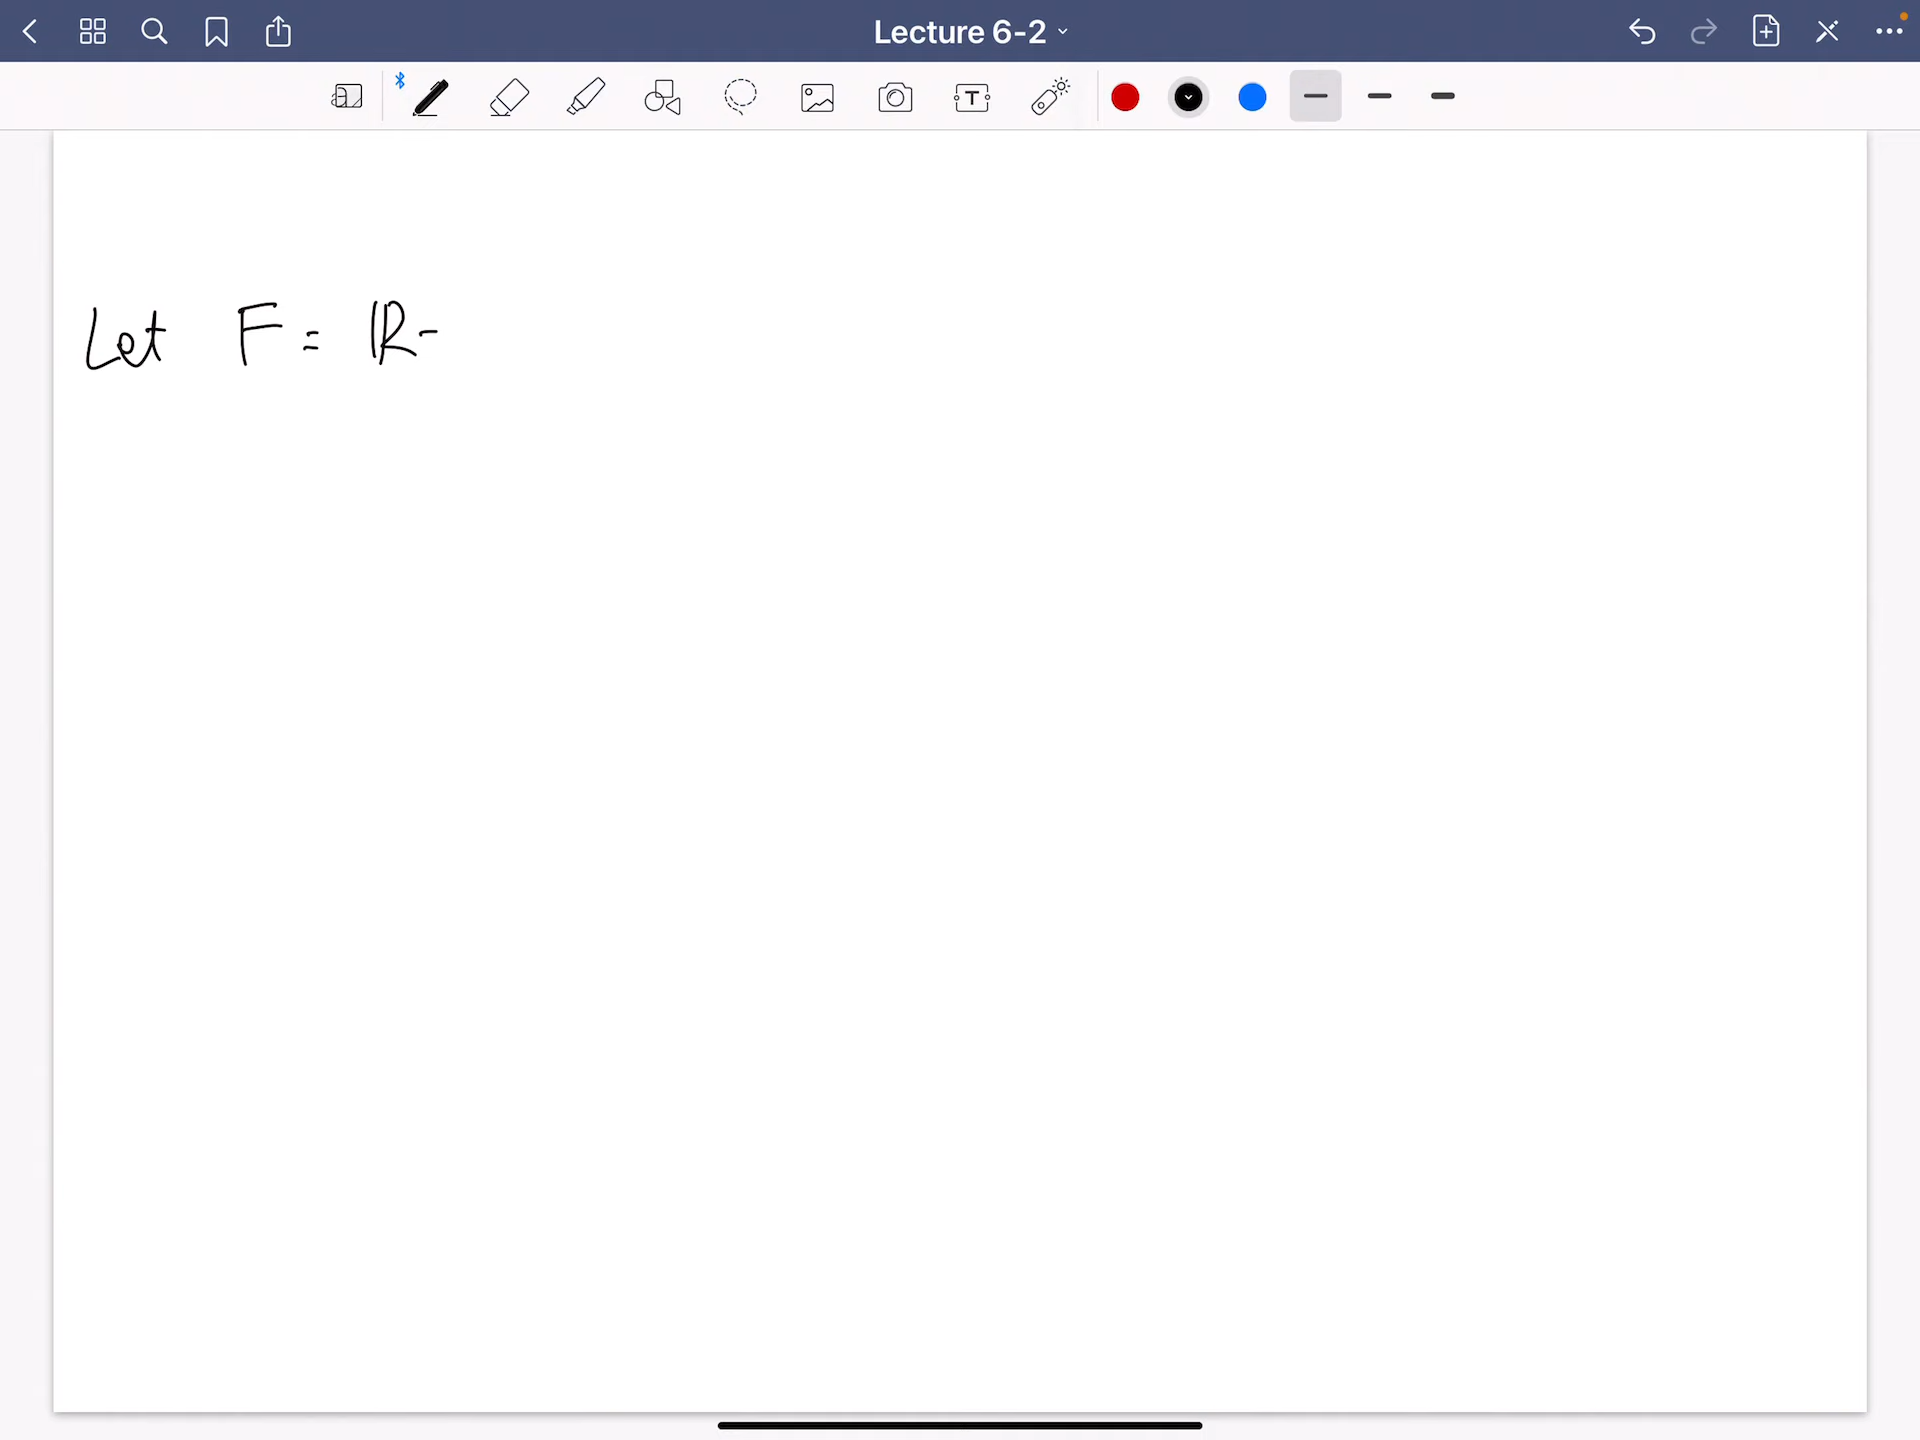 Lecture 6-2
Let F = ℝ-